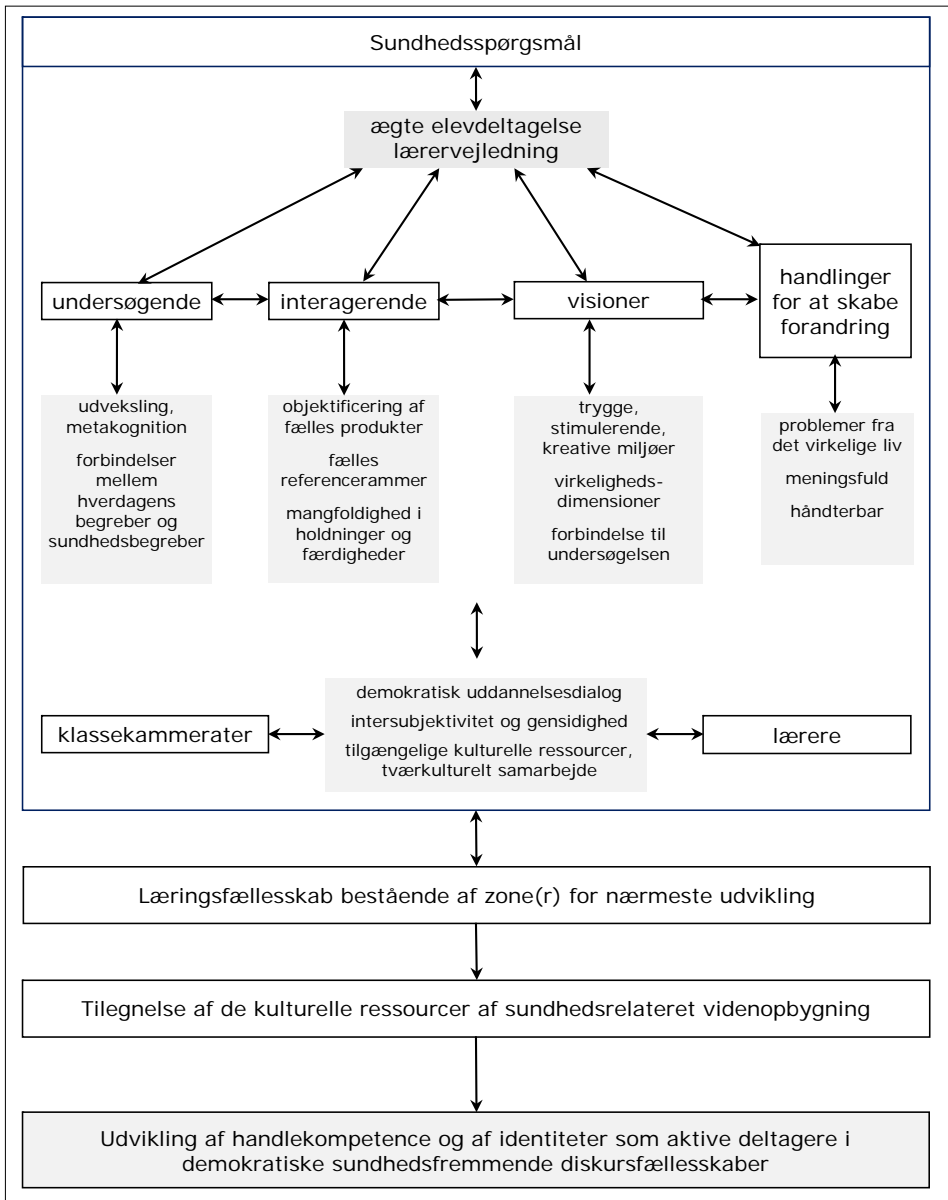 Sundhedsspørgsmål
ægte elevdeltagelse
lærervejledning
undersøgende
interagerende
visioner
handlinger
for at skabe
forandring
udveksling,
metakognition
forbindelser
mellem
hverdagens
begreber og
sundhedsbegreber
objektificering af
fælles produkter
fælles
referencerammer
mangfoldighed i
holdninger og
færdigheder
trygge,
stimulerende,
kreative miljøer
virkeligheds-
dimensioner
forbindelse til
undersøgelsen
problemer fra
det virkelige liv
meningsfuld
håndterbar
klassekammerater
demokratisk uddannelsesdialog
intersubjektivitet og gensidighed
tilgængelige kulturelle ressourcer,
tværkulturelt samarbejde
lærere
Læringsfællesskab bestående af zone(r) for nærmeste udvikling
Tilegnelse af de kulturelle ressourcer af sundhedsrelateret videnopbygning
Udvikling af handlekompetence og af identiteter som aktive deltagere i
demokratiske sundhedsfremmende diskursfællesskaber